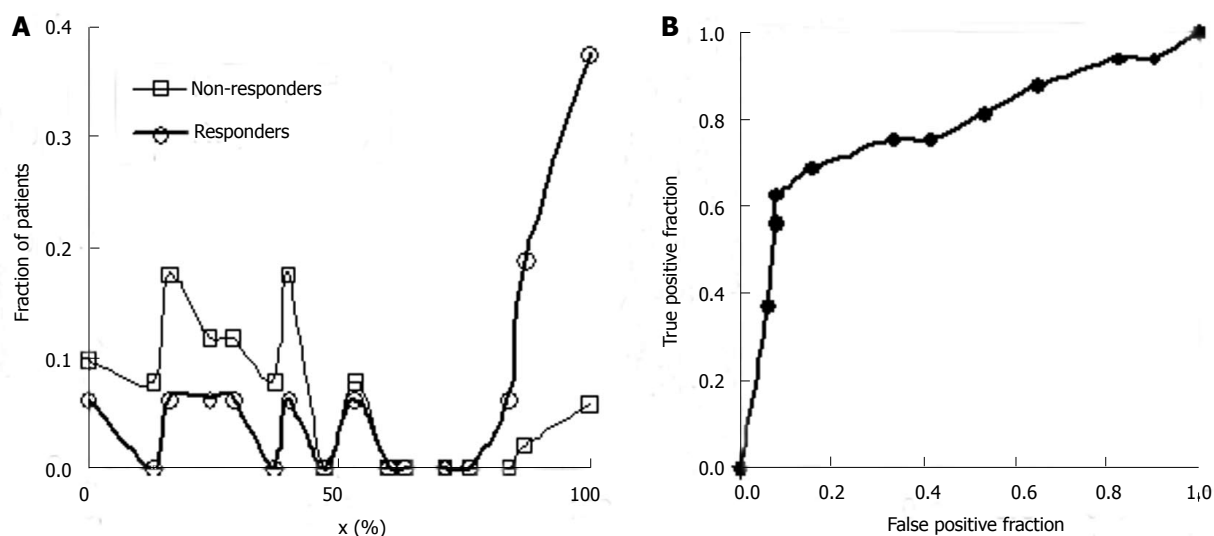 A
0.4
0.3
0.2
0.1
0.0
Fraction of patients
Non-responders
Responders
0
50
100
x (%)
B
1.0
0.8
0.6
0.4
0.2
0.0
True positive fraction
0.0
0.2
0.4
0.6
0.8
1,0
False positive fraction